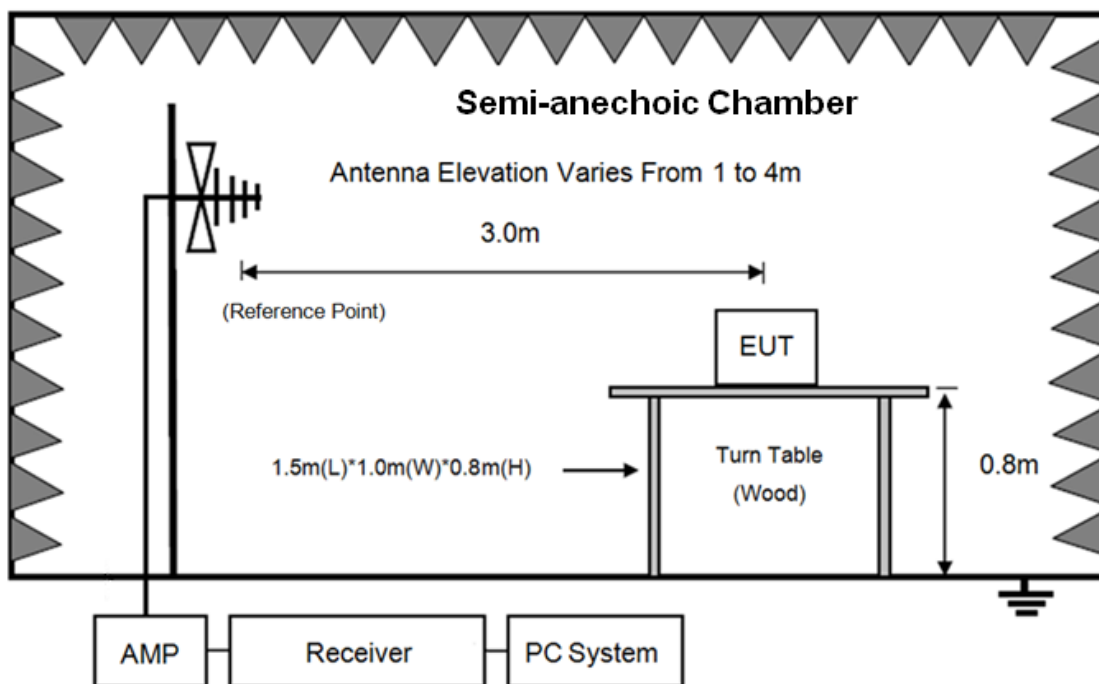 Semi-anechoic Chamber
Antenna Elevation Varies From 1 to 4m
3.0m
(Reference Point)
EUT
1.5m(L)*1.0m(W)*0.8m(H)
Turn Table
(Wood)
0.8m
AMP
Receiver
PC System